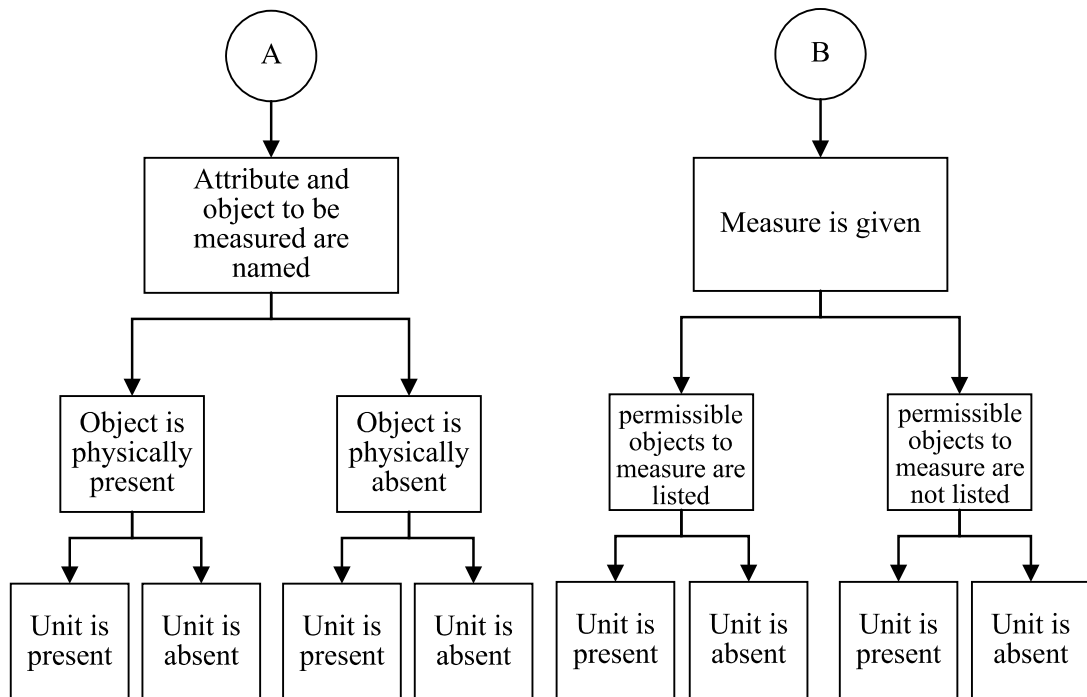 A
B
Attribute and
object to be
measured are
named
Measure is given
Object is
physically
present
Object is
physically
absent
permissible
objects to
measure are
listed
permissible
objects to
measure are
not listed
Unit is
present
Unit is
absent
Unit is
present
Unit is
absent
Unit is
present
Unit is
absent
Unit is
present
Unit is
absent